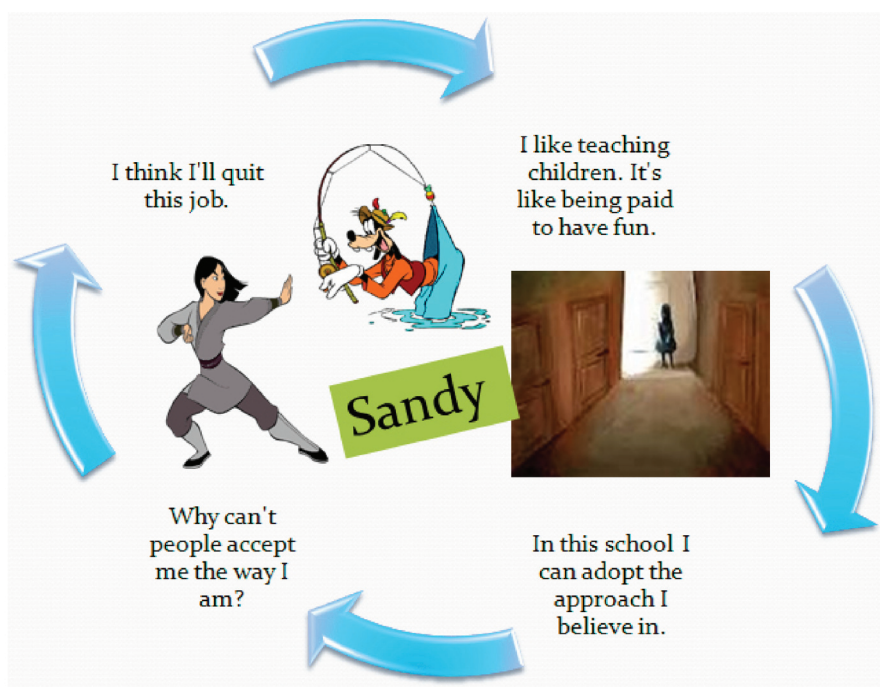 I think I'll quit
this job.
I like teaching
children. It's
like being paid
to have fun.
Sandy
Why can't
people accept
me the way I
am?
In this school I
can adopt the
approach I
believe in.